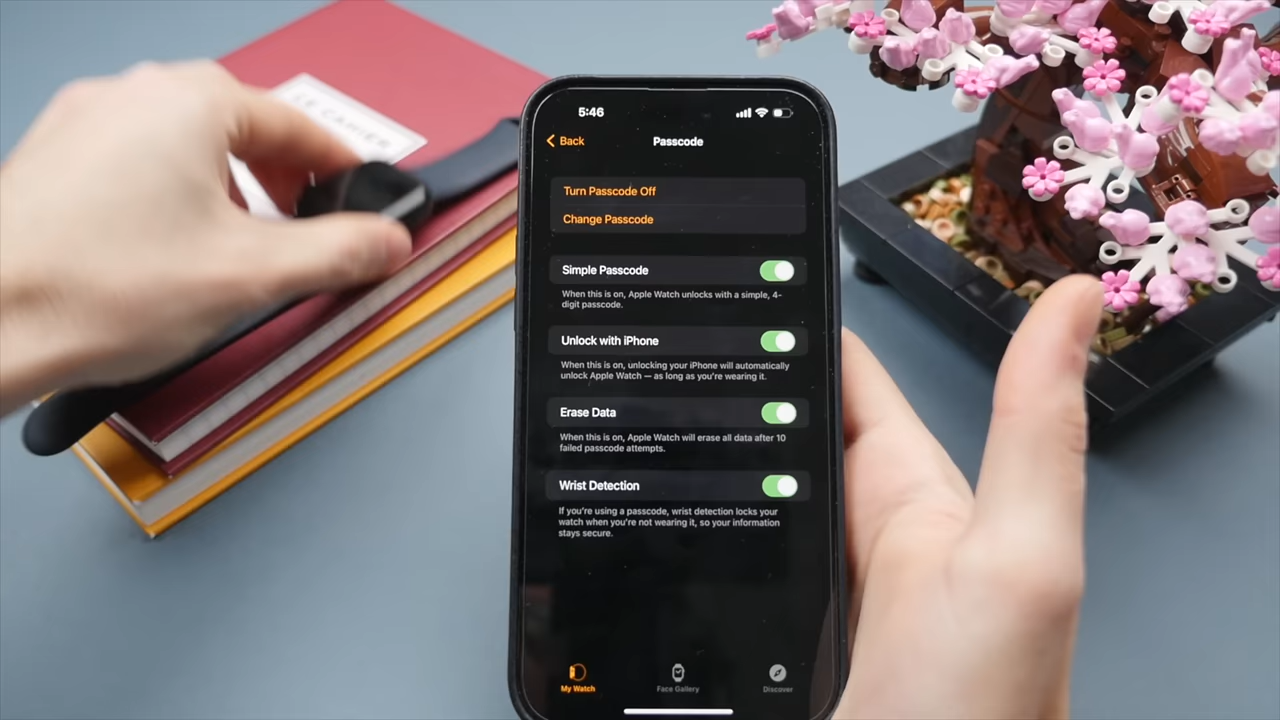 LE CAHIER
5:46
Back
Passcode
Turn Passcode Off
Change Passcode
Simple Passcode
When this is on, Apple Watch unlocks with a simple, 4-
digit passcode.
Unlock with iPhone
When this is on, unlocking your iPhone will automatically
unlock Apple Watch — as long as you're wearing it.
Erase Data
When this is on, Apple Watch will erase all data after 10
failed passcode attempts.
Wrist Detection
If you're using a passcode, wrist detection locks your
watch when you're not wearing it, so your information
stays secure.
My Watch
Face Gallery
Discover